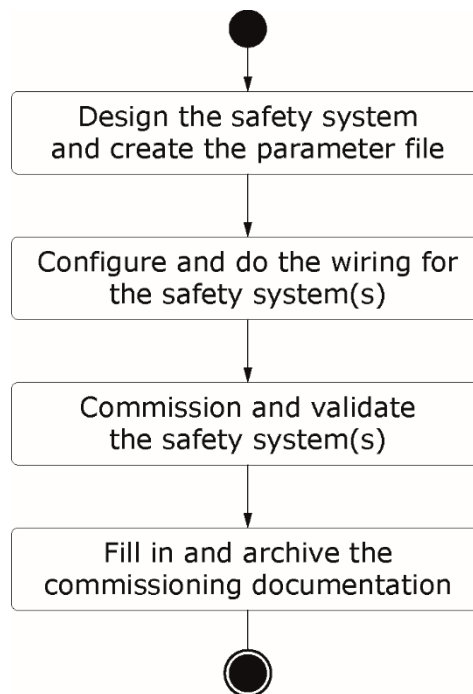 Design the safety system
and create the parameter file
Configure and do the wiring for
the safety system(s)
Commission and validate
the safety system(s)
Fill in and archive the
commissioning documentation